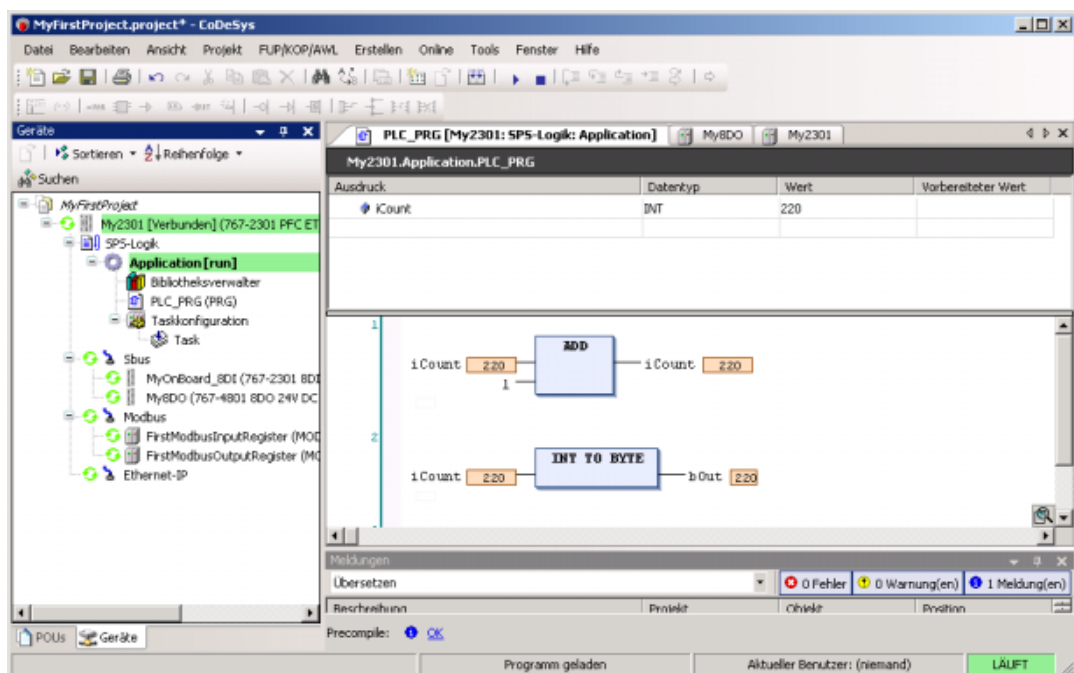 MyFirstProject.project* - CoDeSys
Datei Bearbeiten Ansicht Projekt FUP/KOP/AWL Erstellen Online Tools Fenster Hilfe
Geräte
PLC_PRG [My2301: SPS-Logik: Application] My8DO My2301
Sortieren Reihenfolge
My2301.Application.PLC_PRG
Suchen
Ausdruck Datentyp Wert Vorbereiteter Wert
iCount INT 220
MyFirstProject
My2301 [Verbunden] (767-2301 PFC ET
SPS-Logik
Application [run]
Bibliotheksverwalter
PLC_PRG (PRG)
Taskkonfiguration
Task
Sbus
MyOnBoard_8DI (767-2301 8DI
My8DO (767-4801 8DO 24V DC
Modbus
FirstModbusInputRegister (MOD
FirstModbusOutputRegister (MO
Ethernet-IP
1
ADD
iCount 220 iCount 220
1
2
INT TO BYTE
iCount 220 bOut 220
Meldungen
Übersetzen 0 Fehler 0 Warnung(en) 1 Meldung(en)
Beschreibung Projekt Objekt Position
POUs Geräte
Precompile: OK
Programm geladen Aktueller Benutzer: (niemand) LÄUFT